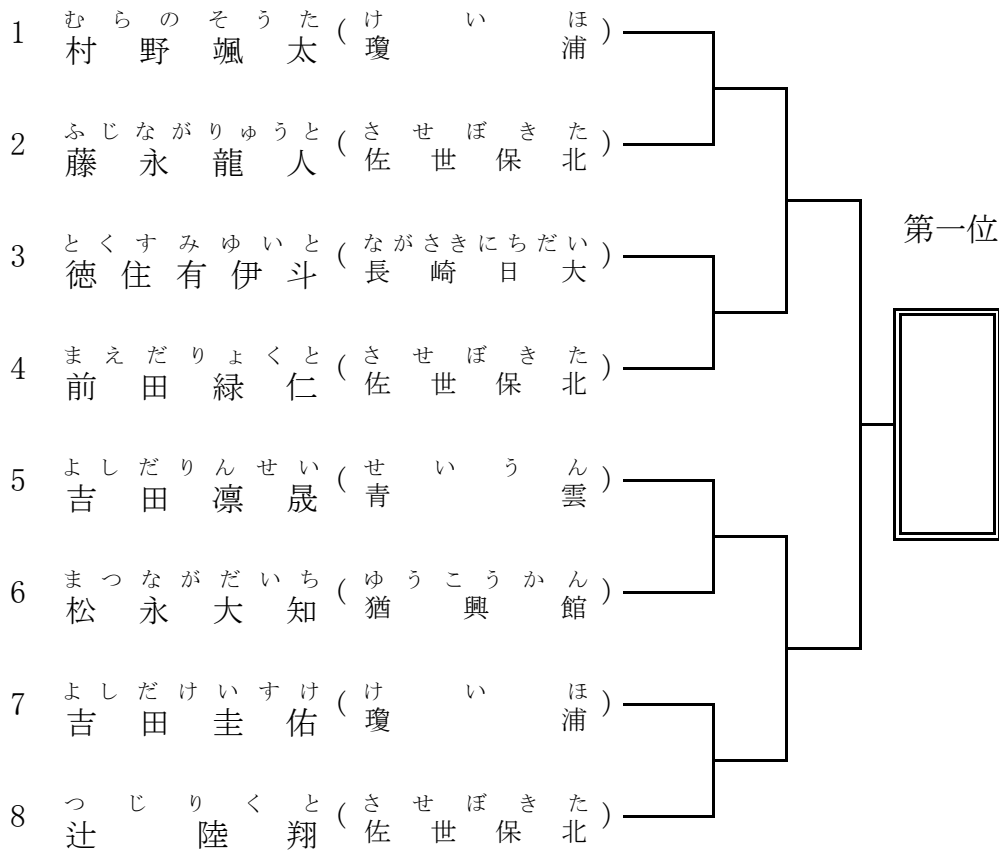 むらのそうた けいほ
1 村野颯太 (瓊浦)
ふじながりゅうと させぼきた
2 藤永龍人 (佐世保北)
第一位
とくすみゆいと ながさきにちだい
3 徳住有伊斗 (長崎日大)
まえだりょくと させぼきた
4 前田緑仁 (佐世保北)
よしだりんせい せいうん
5 吉田凛晟 (青雲)
まつながだいち ゆうこうかん
6 松永大知 (猶興館)
よしだけいすけ けいほ
7 吉田圭佑 (瓊浦)
つじりくと させぼきた
8 辻陸翔 (佐世保北)